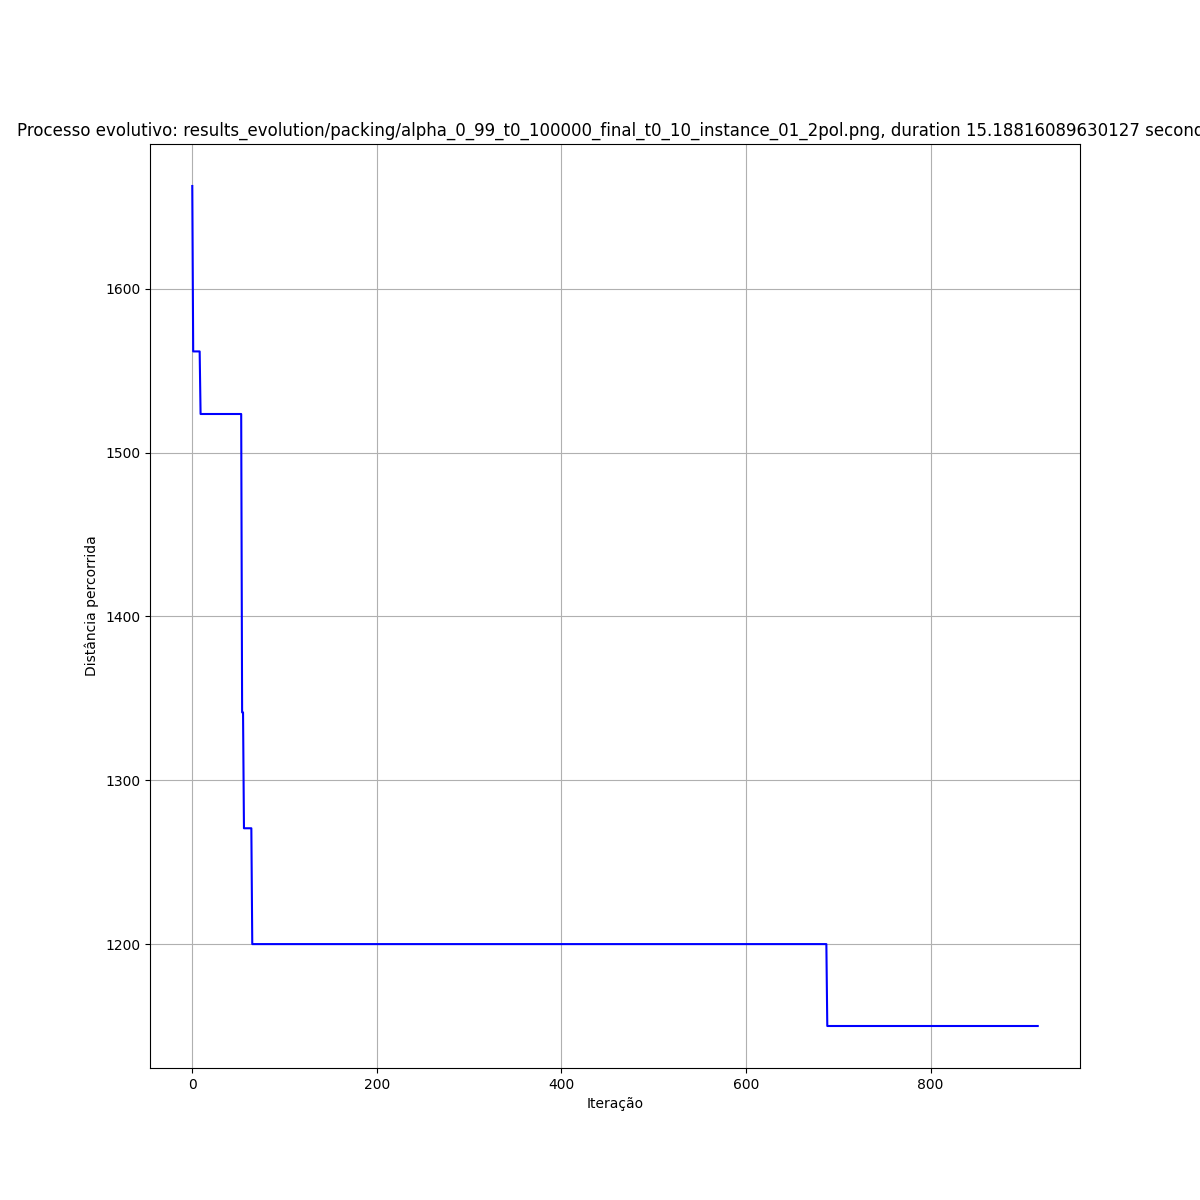 Processo evolutivo: results_evolution/packing/alpha_0_99_t0_100000_final_t0_10_instance_01_2pol.png, duration 15.18816089630127 secon
1600
1500
1400
1300
1200
Distância percorrida
0 200 400 600 800
Iteração